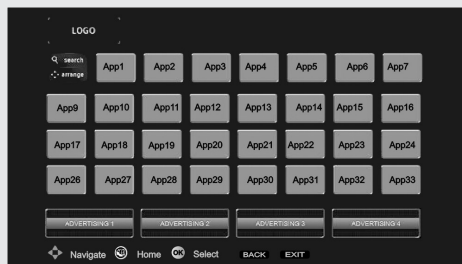 LOGO
search
arrange
App1 App2 App3 App4 App5 App6 App7
App9 App10 App11 App12 App13 App14 App15 App16
App17 App18 App19 App20 App21 App22 App23 App24
App26 App27 App28 App29 App30 App31 App32 App33
ADVERTISING 1 ADVERTISING 2 ADVERTISING 3 ADVERTISING 4
Navigate Home OK Select BACK EXIT